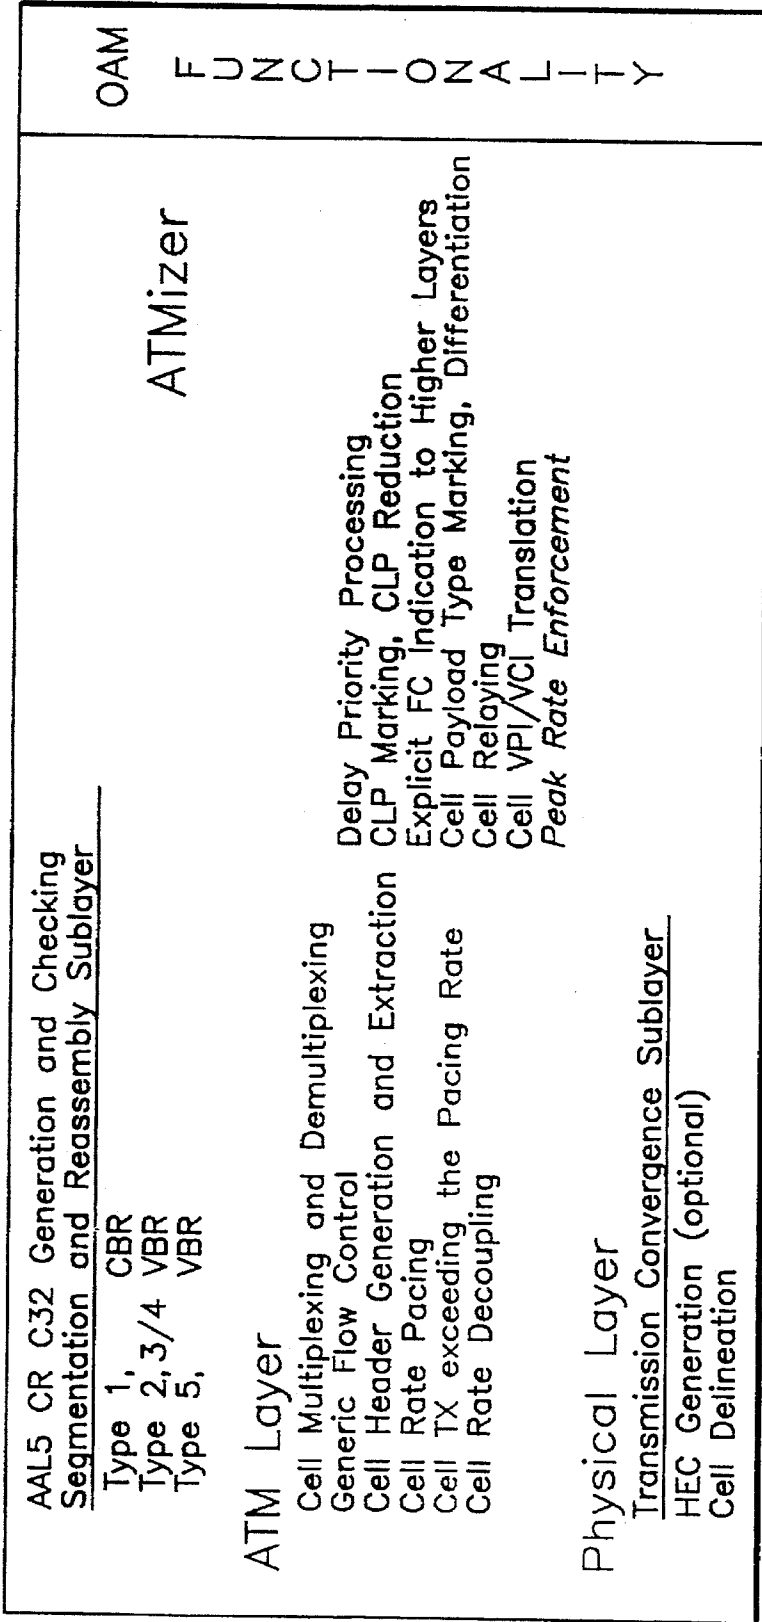 AAL5 CR C32 Generation and Checking
Segmentation and Reassembly Sublayer
Type 1, CBR
Type 2, 3/4 VBR
Type 5, VBR
ATMizer
ATM Layer
Cell Multiplexing and Demultiplexing
Generic Flow Control
Cell Header Generation and Extraction
Cell Rate Pacing
Cell TX exceeding the Pacing Rate
Cell Rate Decoupling
Delay Priority Processing
CLP Marking, CLP Reduction
Explicit FC Indication to Higher Layers
Cell Payload Type Marking, Differentiation
Cell Relaying
Cell VPI/VCI Translation
Peak Rate Enforcement
Physical Layer
Transmission Convergence Sublayer
HEC Generation (optional)
Cell Delineation
OAM
FUNCTIONALITY